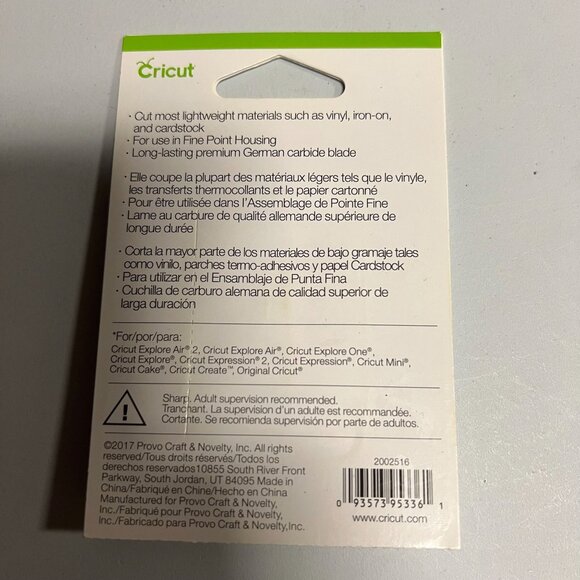 Cricut
· Cut most lightweight materials such as vinyl, iron-on,
and cardstock
· For use in Fine Point Housing
· Long-lasting premium German carbide blade
· Elle coupe la plupart des matériaux légers tels que le vinyle,
les transferts thermocollants et le papier cartonné
· Pour être utilisée dans l'Assemblage de Pointe Fine
· Lame au carbure de qualité allemande supérieure de
longue durée
· Corta la mayor parte de los materiales de bajo gramaje tales
como vinilo, parches termo-adhesivos y papel Cardstock
· Para utilizar en el Ensamblaje de Punta Fina
· Cuchilla de carburo alemana de calidad superior de
larga duración
*For/por/para:
Cricut Explore Air® 2, Cricut Explore Air®, Cricut Explore One®,
Cricut Explore®, Cricut Expression® 2, Cricut Expression®, Cricut Mini®,
Cricut Cake®, Cricut Create™, Original Cricut®
Sharp. Adult supervision recommended.
Tranchant. La supervision d'un adulte est recommandée.
Cortante. Se recomienda supervisión por parte de adultos.
©2017 Provo Craft & Novelty, Inc. All rights
reserved/Tous droits réservés/Todos los
derechos reservados10855 South River Front
Parkway, South Jordan, UT 84095 Made in
China/Fabriqué en Chine/Hecho en China
Manufactured for Provo Craft & Novelty,
Inc./Fabriqué pour Provo Craft & Novelty,
Inc./Fabricado para Provo Craft & Novelty,Inc.
2002516
0 93573 95336 1
www.cricut.com